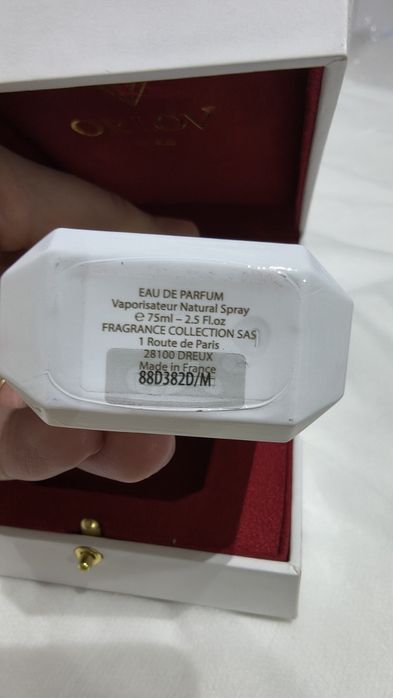 ORLOV
EAU DE PARFUM
Vaporisateur Natural Spray
℮ 75ml – 2.5 Fl.oz
FRAGRANCE COLLECTION SAS
1 Route de Paris
28100 DREUX
Made in France
88D382D/M